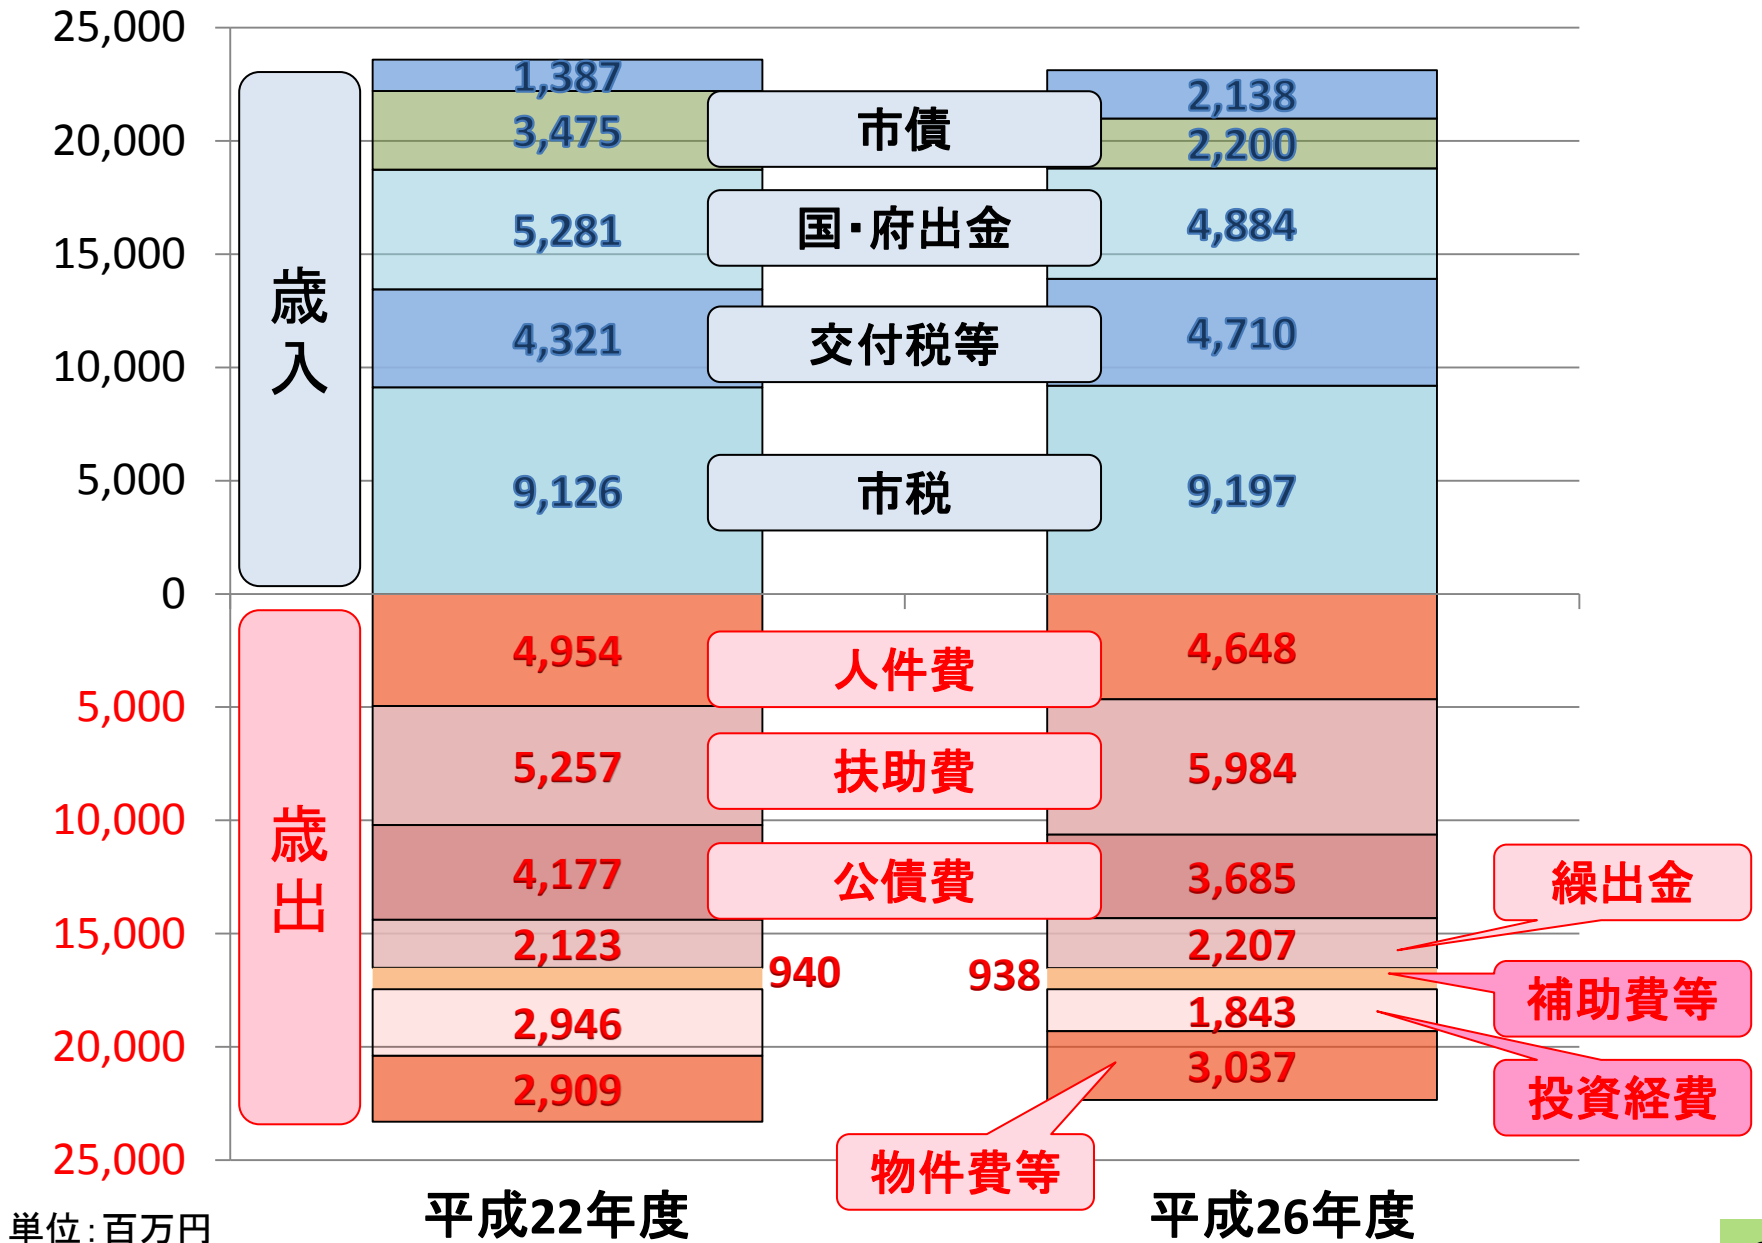 25,000
20,000
15,000
10,000
5,000
0
5,000
10,000
15,000
20,000
25,000
歳入
歳出
1,387
3,475
5,281
4,321
9,126
4,954
5,257
4,177
2,123
940
2,946
2,909
市債
国・府出金
交付税等
市税
人件費
扶助費
公債費
2,138
2,200
4,884
4,710
9,197
4,648
5,984
3,685
2,207
938
1,843
3,037
繰出金
補助費等
投資経費
物件費等
平成22年度
平成26年度
単位：百万円